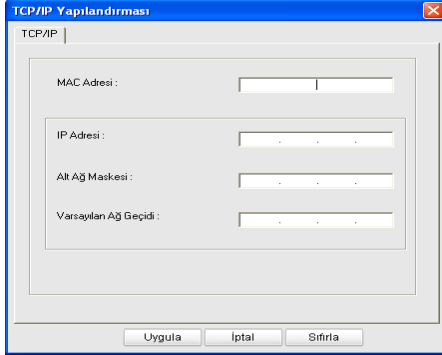 TCP/IP Yapılandırması
TCP/IP
MAC Adresi :
IP Adresi :
Alt Ağ Maskesi :
Varsayılan Ağ Geçidi :
Uygula İptal Sıfırla